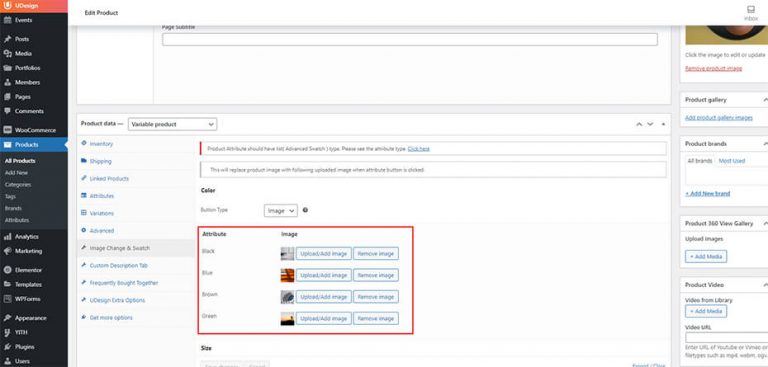 UDesign
Events
Posts
Media
Portfolios
Members
Pages
Comments
WooCommerce
Products
All Products
Add New
Categories
Tags
Brands
Attributes
Analytics
Marketing
Elementor
Templates
WPForms
Appearance
YITH
Plugins
Users
Edit Product
Inbox
Page Subtitle
Product data —
Variable product
Inventory
Shipping
Linked Products
Attributes
Variations
Advanced
Image Change & Swatch
Custom Description Tab
Frequently Bought Together
UDesign Extra Options
Get more options
Product Attribute should have list( Advanced Swatch ) type. Please see the attribute type. Click here
This will replace product image with following uploaded image when attribute button is clicked.
Color
Button Type Image
Attribute Image
Black Upload/Add image Remove image
Blue Upload/Add image Remove image
Brown Upload/Add image Remove image
Green Upload/Add image Remove image
Size
Expand / Close
Click the image to edit or update
Remove product image
Product gallery
Add product gallery images
Product brands
All brands Most Used
+ Add New brand
Product 360 View Gallery
Upload images
+ Add Media
Product Video
Video from Library
+ Add Media
Video URL
Enter URL of Youtube or Vimeo or
filetypes such as mp4, webm, ogv.